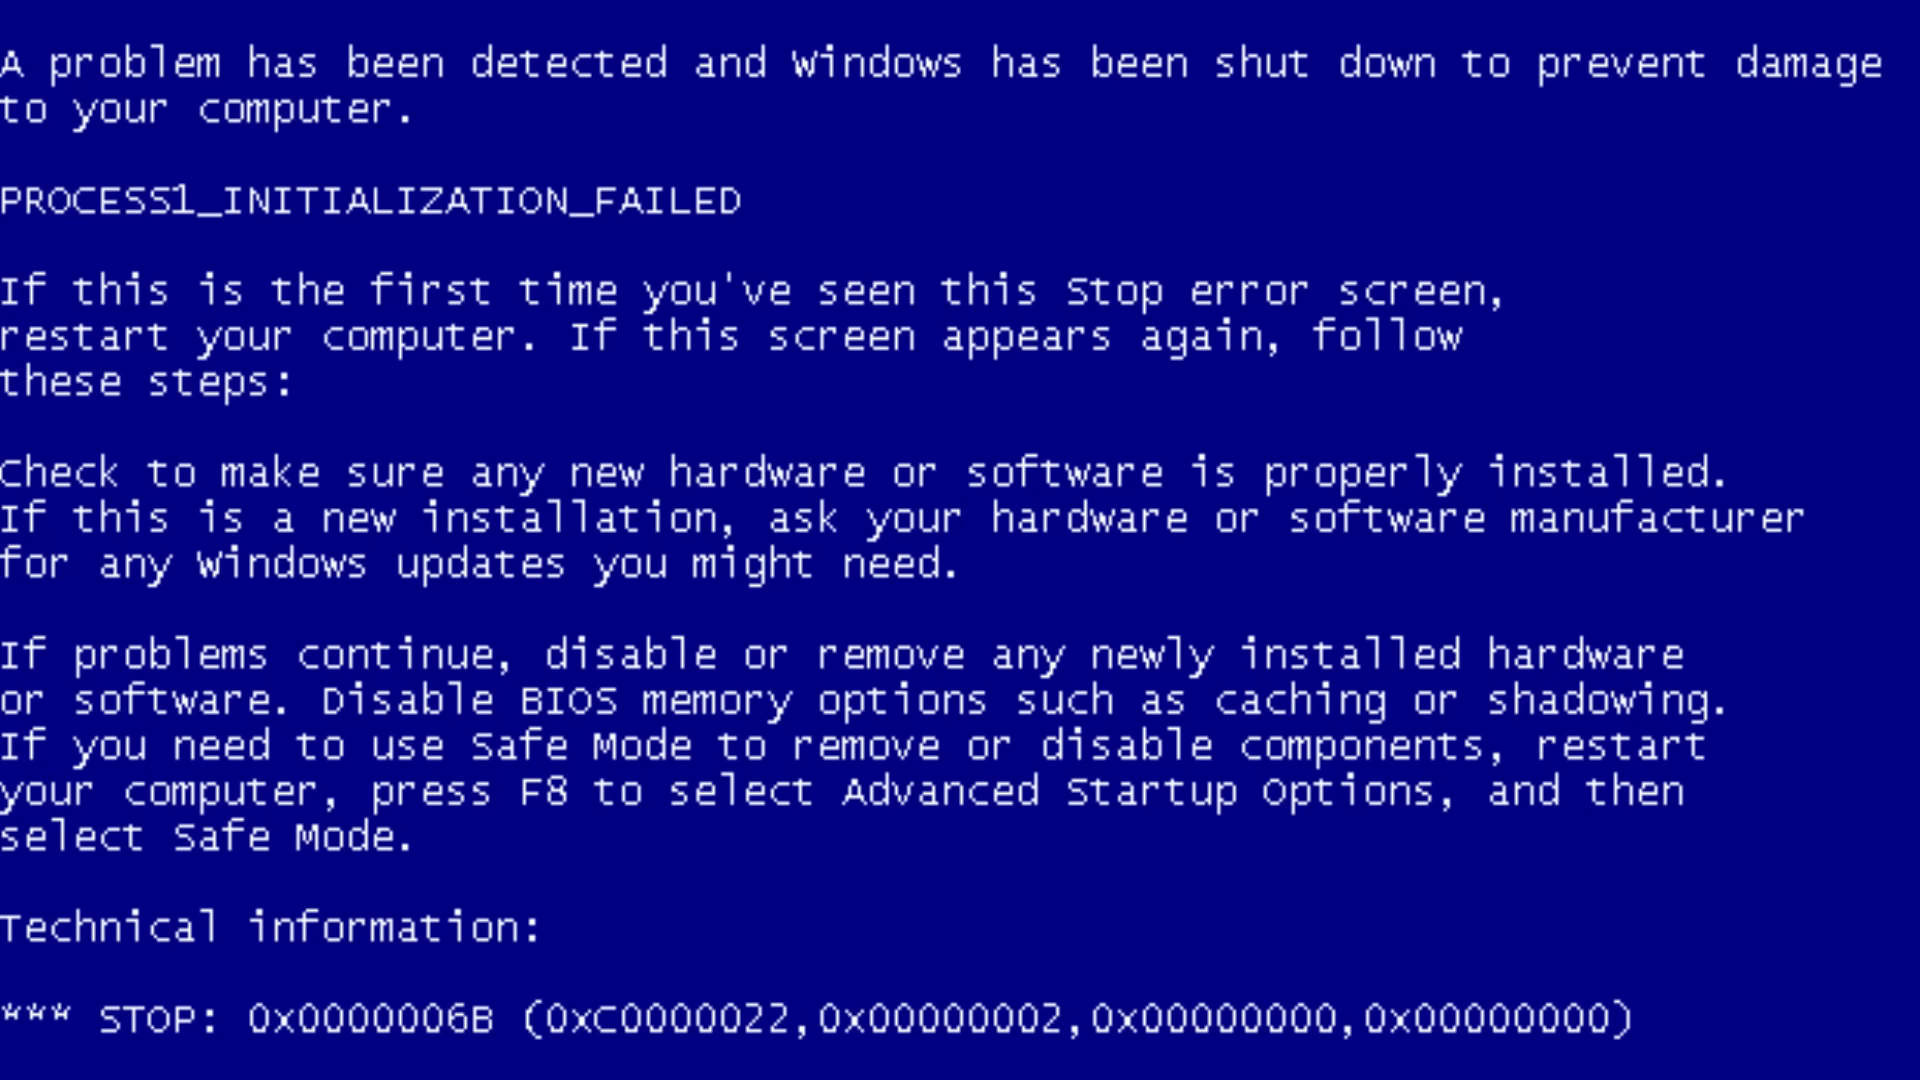 A problem has been detected and Windows has been shut down to prevent damage
to your computer.
PROCESS1_INITIALIZATION_FAILED
If this is the first time you've seen this Stop error screen,
restart your computer. If this screen appears again, follow
these steps:
Check to make sure any new hardware or software is properly installed.
If this is a new installation, ask your hardware or software manufacturer
for any Windows updates you might need.
If problems continue, disable or remove any newly installed hardware
or software. Disable BIOS memory options such as caching or shadowing.
If you need to use Safe Mode to remove or disable components, restart
your computer, press F8 to select Advanced Startup Options, and then
select Safe Mode.
Technical information:
*** STOP: 0x0000006B (0xC0000022,0x00000002,0x00000000,0x00000000)